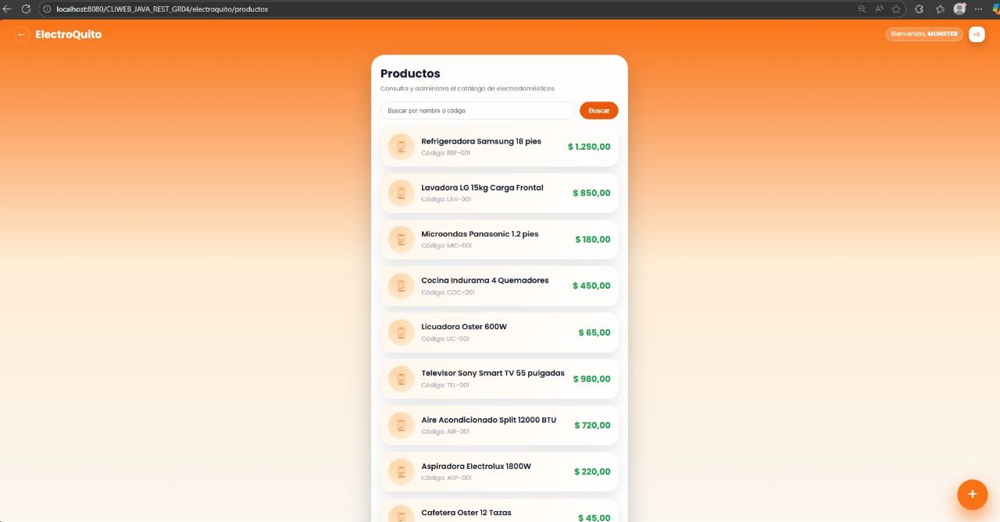 localhost:8080/CLIWEB_JAVA_REST_GR04/electroquito/productos
ElectroQuito
Bienvenido, MONSTER
Productos
Consulta y administra el catálogo de electrodomésticos.
Buscar por nombre o código
Buscar
Refrigeradora Samsung 18 pies
Código: REF-001
$ 1.250,00
Lavadora LG 15kg Carga Frontal
Código: LAV-001
$ 850,00
Microondas Panasonic 1.2 pies
Código: MIC-001
$ 180,00
Cocina Indurama 4 Quemadores
Código: COC-001
$ 450,00
Licuadora Oster 600W
Código: LIC-001
$ 65,00
Televisor Sony Smart TV 55 pulgadas
Código: TEL-001
$ 980,00
Aire Acondicionado Split 12000 BTU
Código: AIR-001
$ 720,00
Aspiradora Electrolux 1800W
Código: ASP-001
$ 220,00
Cafetera Oster 12 Tazas
$ 45,00
+